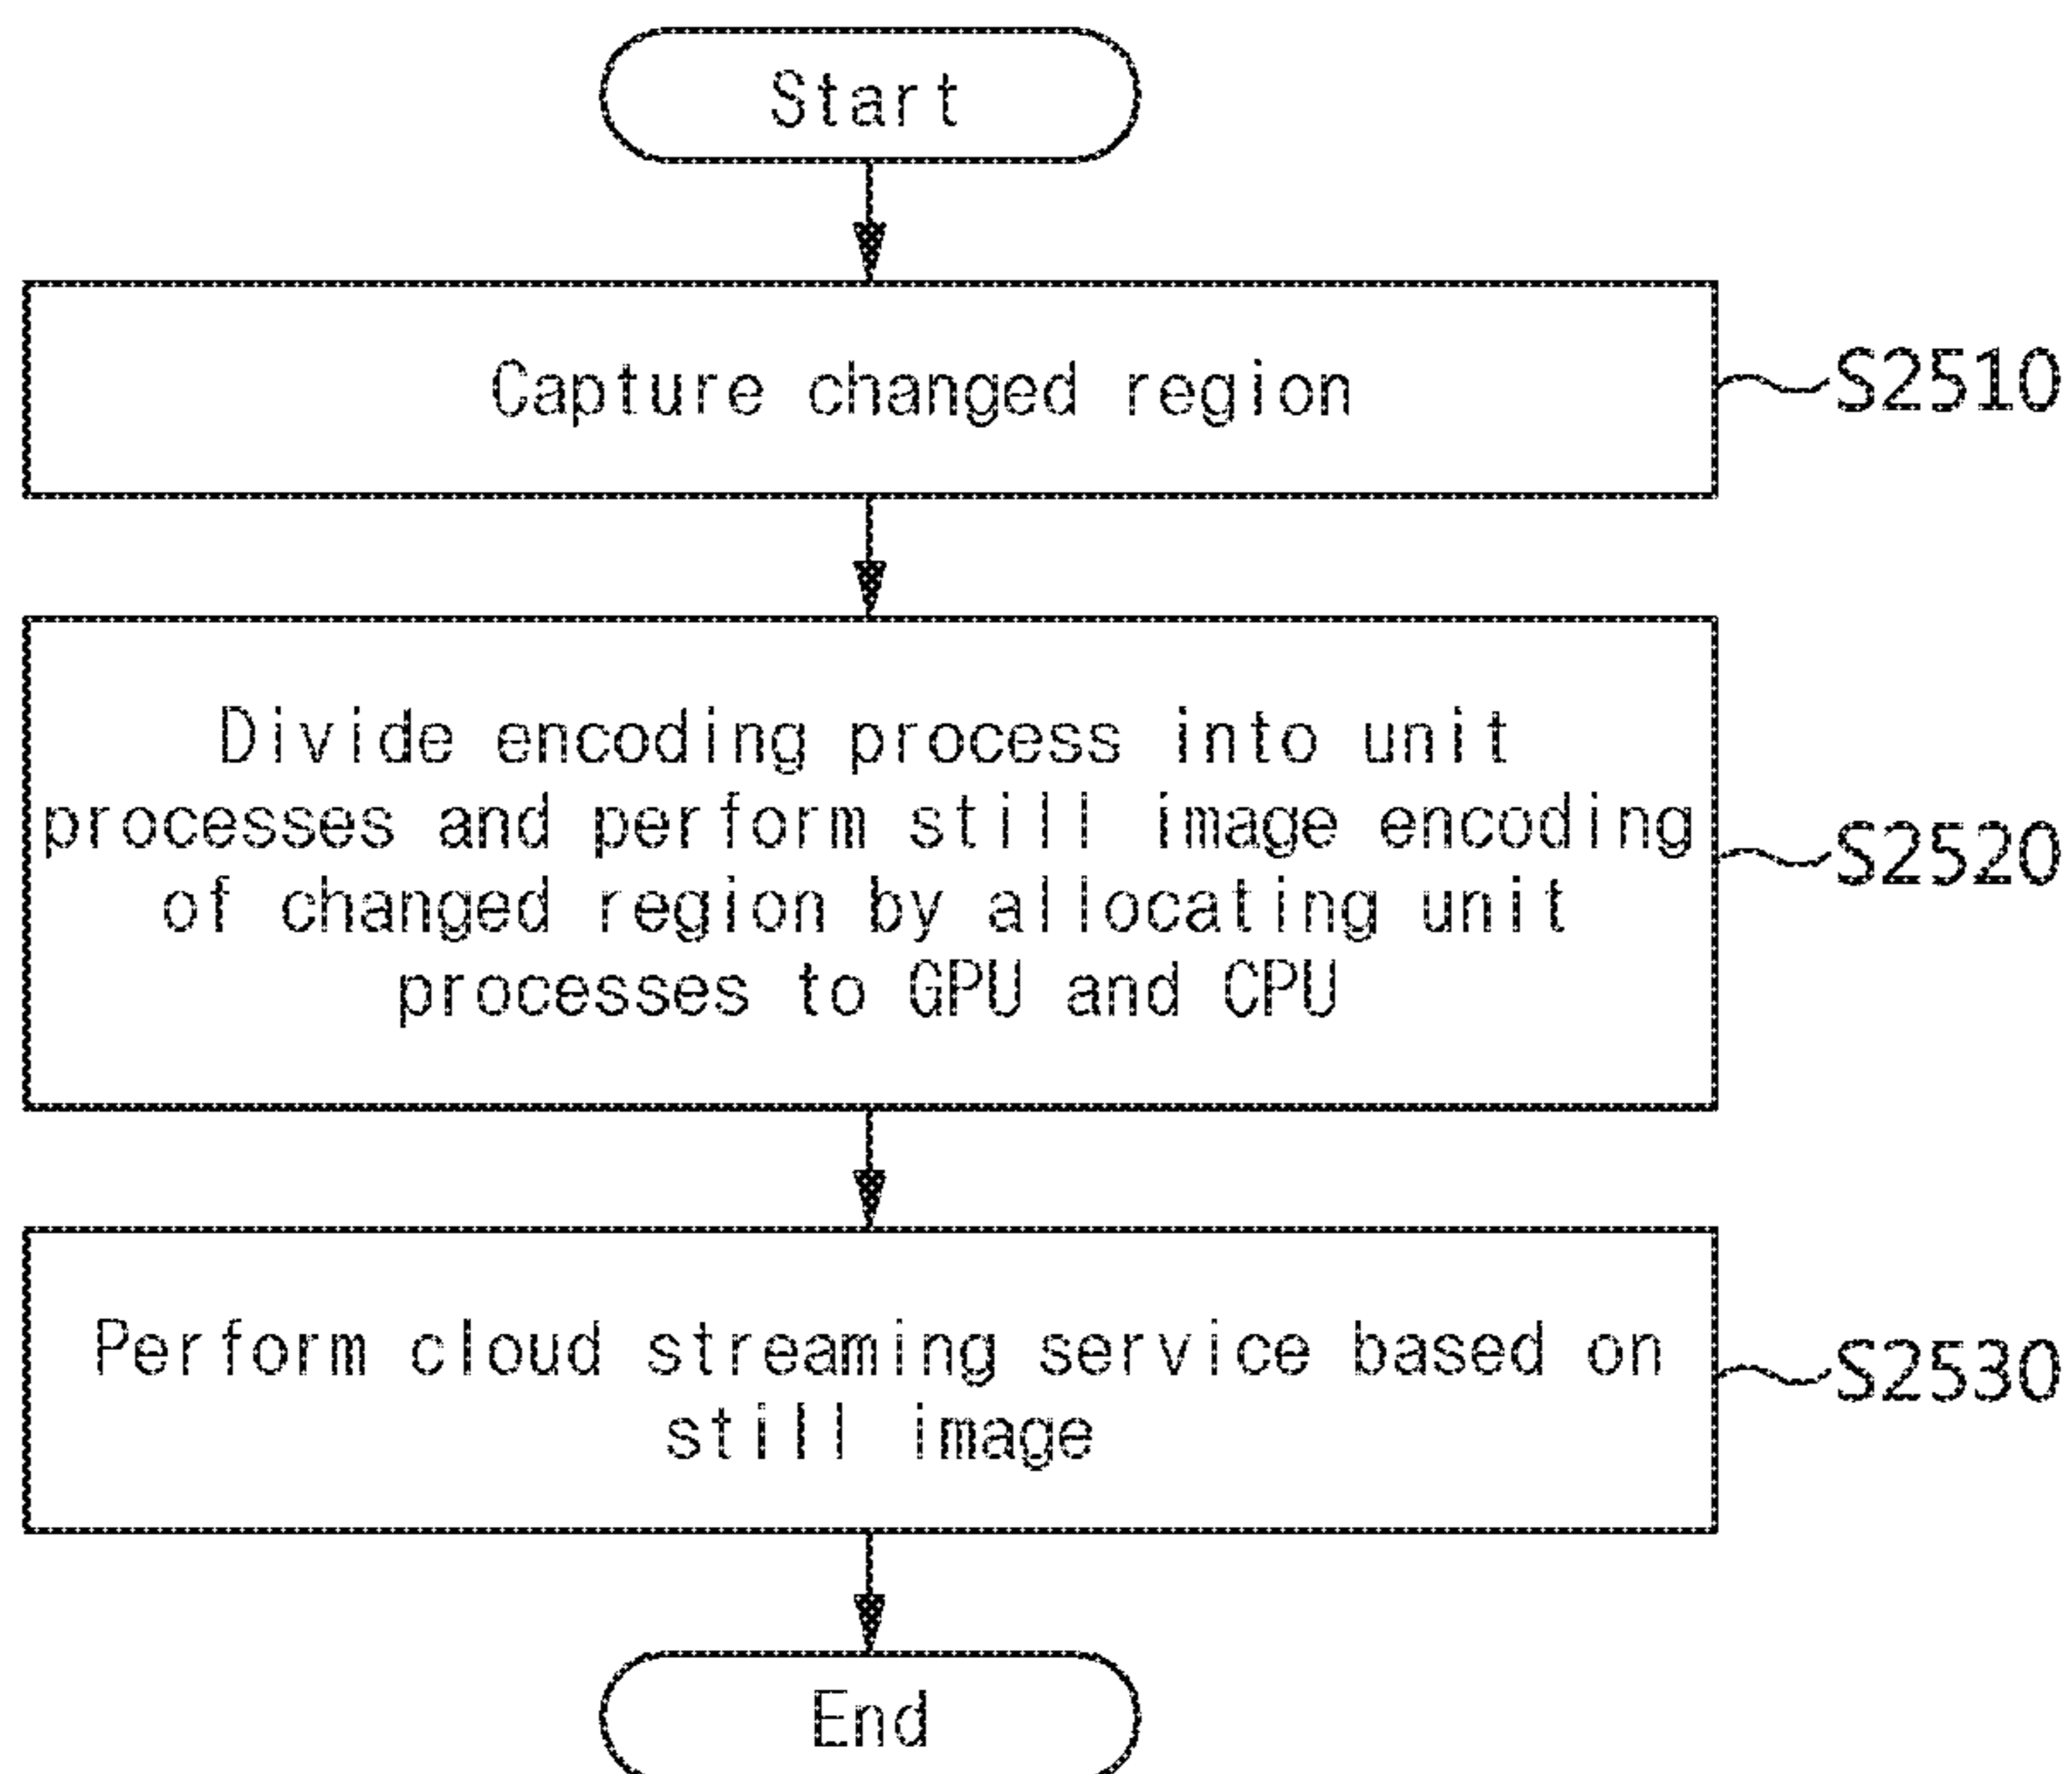 Start
Capture changed region
S2510
Divide encoding process into unit
processes and perform still image encoding
of changed region by allocating unit
processes to GPU and CPU
S2520
Perform cloud streaming service based on
still image
S2530
End